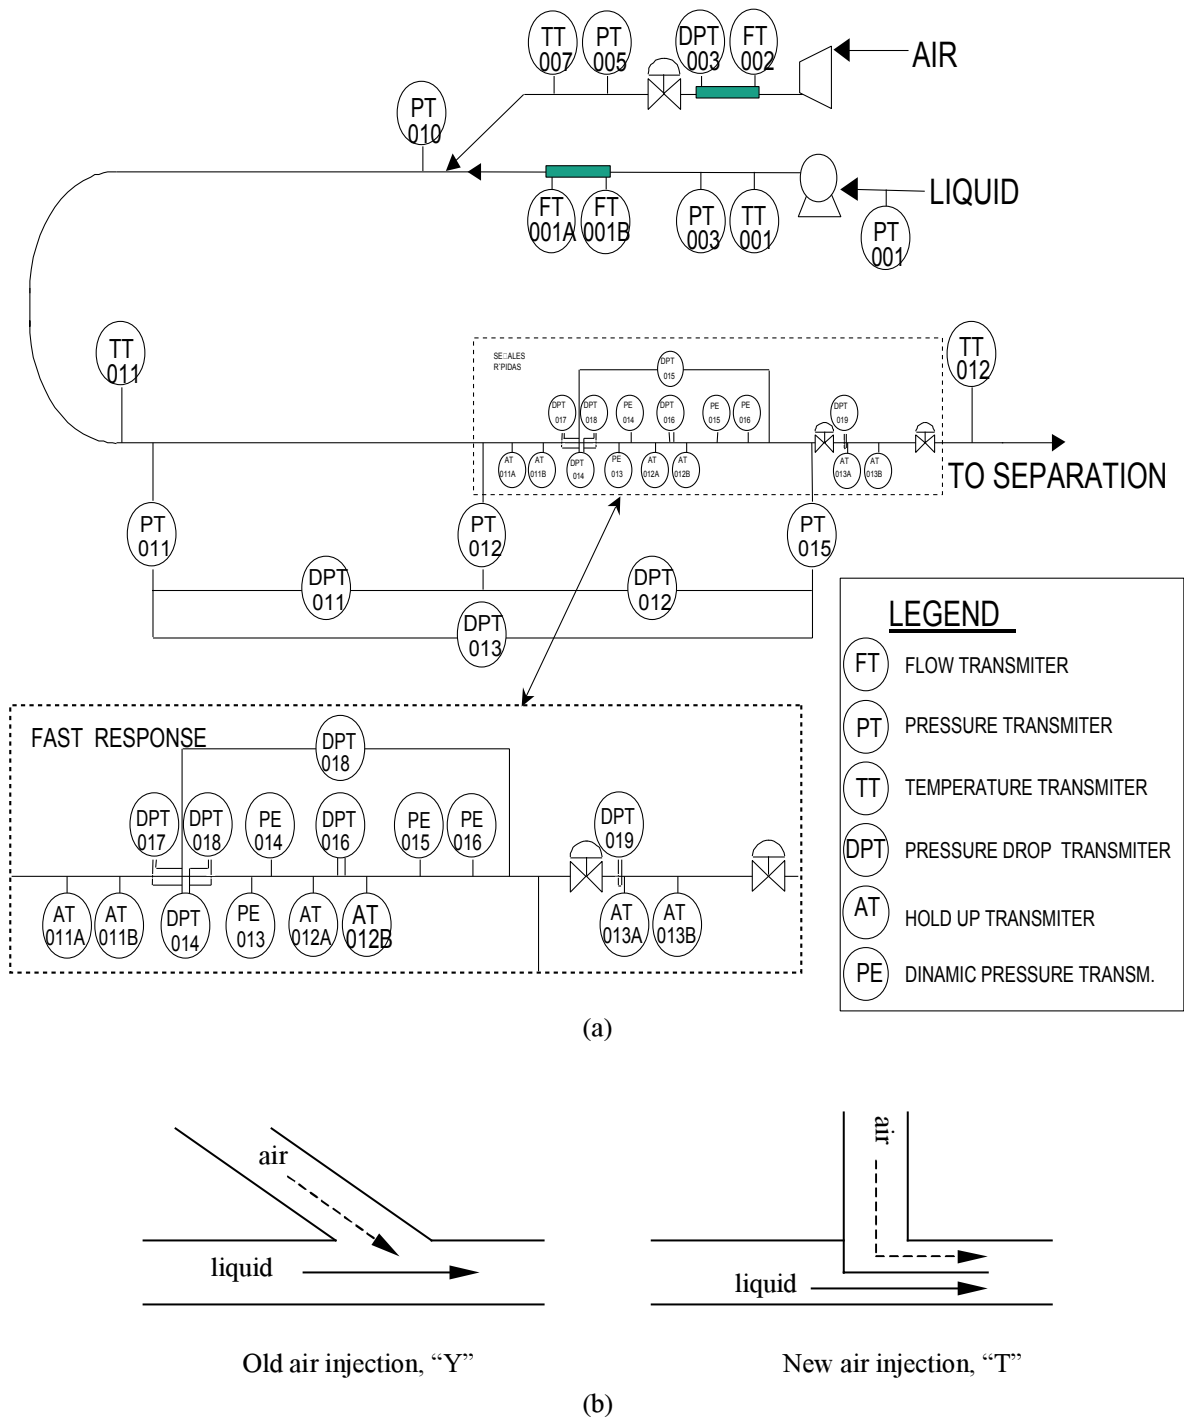 TT
007
PT
005
DPT
003
FT
002
AIR
PT
010
FT
001A
FT
001B
PT
003
TT
001
LIQUID
PT
001
TT
011
SE□ALES
R'PIDAS
DPT
015
TT
012
DPT
017
DPT
018
PE
014
DPT
016
PE
015
PE
016
DPT
019
AT
011A
AT
011B
DPT
014
PE
013
AT
012A
AT
012B
AT
013A
AT
013B
TO SEPARATION
PT
011
PT
012
PT
015
DPT
011
DPT
012
DPT
013
LEGEND
FT FLOW TRANSMITER
PT PRESSURE TRANSMITER
TT TEMPERATURE TRANSMITER
DPT PRESSURE DROP TRANSMITER
AT HOLD UP TRANSMITER
PE DINAMIC PRESSURE TRANSM.
FAST RESPONSE
DPT
018
DPT
017
DPT
018
PE
014
DPT
016
PE
015
PE
016
DPT
019
AT
011A
AT
011B
DPT
014
PE
013
AT
012A
AT
012B
AT
013A
AT
013B
(a)
air
liquid
air
liquid
Old air injection, “Y”
New air injection, “T”
(b)